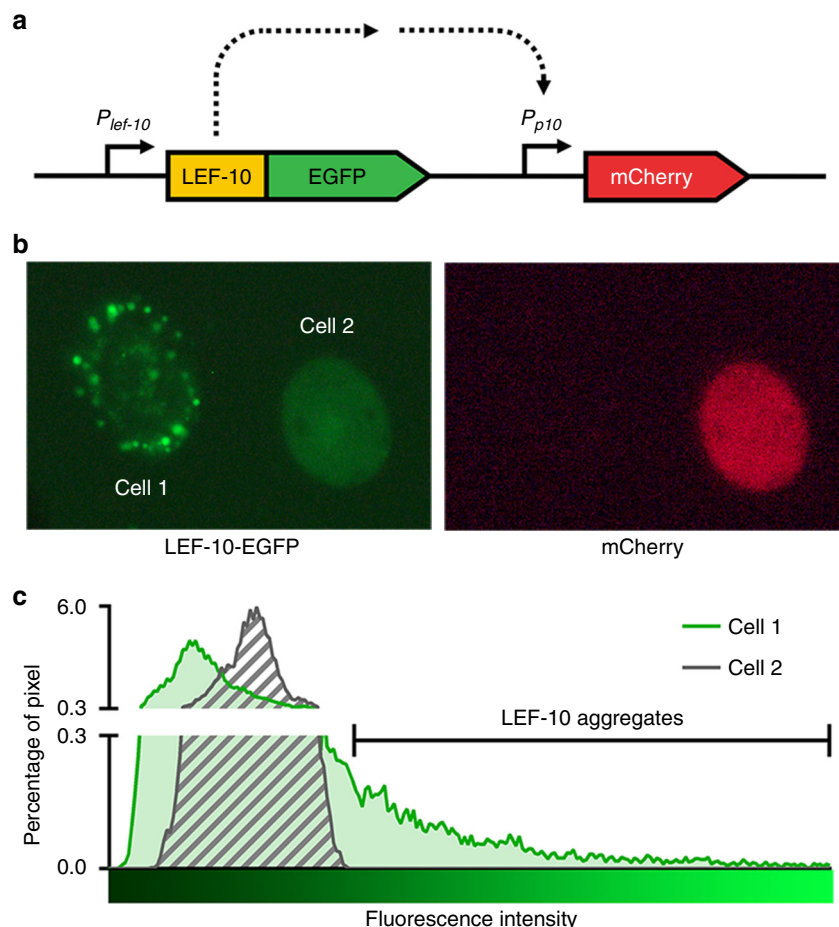 a
P_lef-10
P_p10
LEF-10
EGFP
mCherry
b
Cell 2
Cell 1
LEF-10-EGFP
mCherry
c
Percentage of pixel
6.0
0.3
0.3
0.0
Cell 1
Cell 2
LEF-10 aggregates
Fluorescence intensity